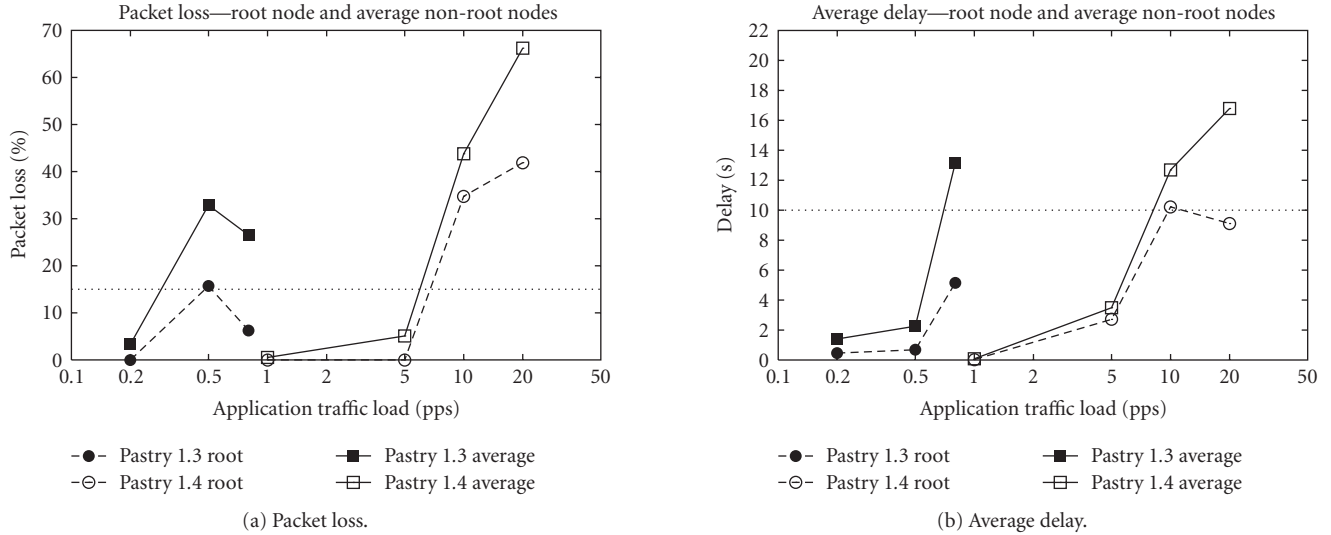 Packet loss—root node and average non-root nodes
70
60
50
40
30
20
10
0
Packet loss (%)
0.1 0.2 0.5 1 2 5 10 20 50
Application traffic load (pps)
Pastry 1.3 root Pastry 1.3 average
Pastry 1.4 root Pastry 1.4 average
(a) Packet loss.
Average delay—root node and average non-root nodes
22
20
18
16
14
12
10
8
6
4
2
0
Delay (s)
0.1 0.2 0.5 1 2 5 10 20 50
Application traffic load (pps)
Pastry 1.3 root Pastry 1.3 average
Pastry 1.4 root Pastry 1.4 average
(b) Average delay.